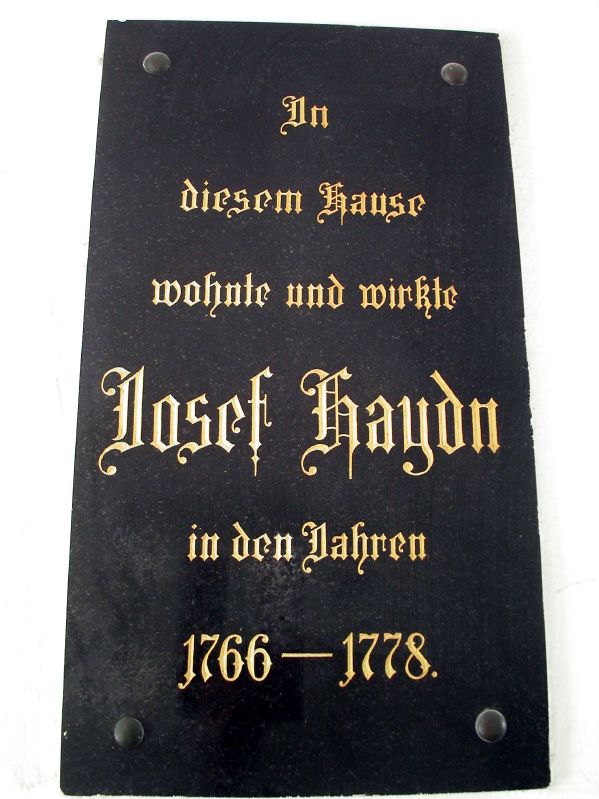 In
diesem Hause
wohnte und wirkte
Josef Haydn
in den Jahren
1766 — 1778.